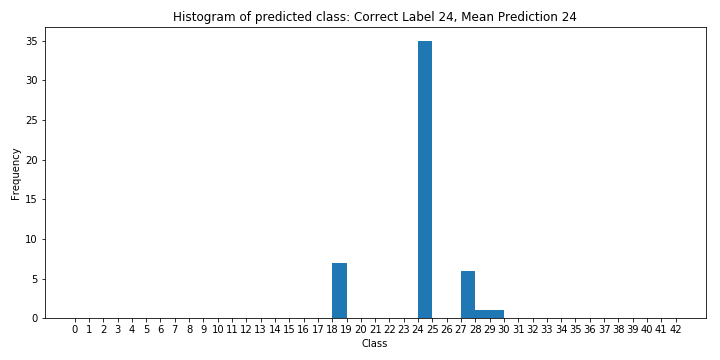 Histogram of predicted class: Correct Label 24, Mean Prediction 24
35
30
25
20
15
10
5
0
Frequency
0 1 2 3 4 5 6 7 8 9 10 11 12 13 14 15 16 17 18 19 20 21 22 23 24 25 26 27 28 29 30 31 32 33 34 35 36 37 38 39 40 41 42
Class